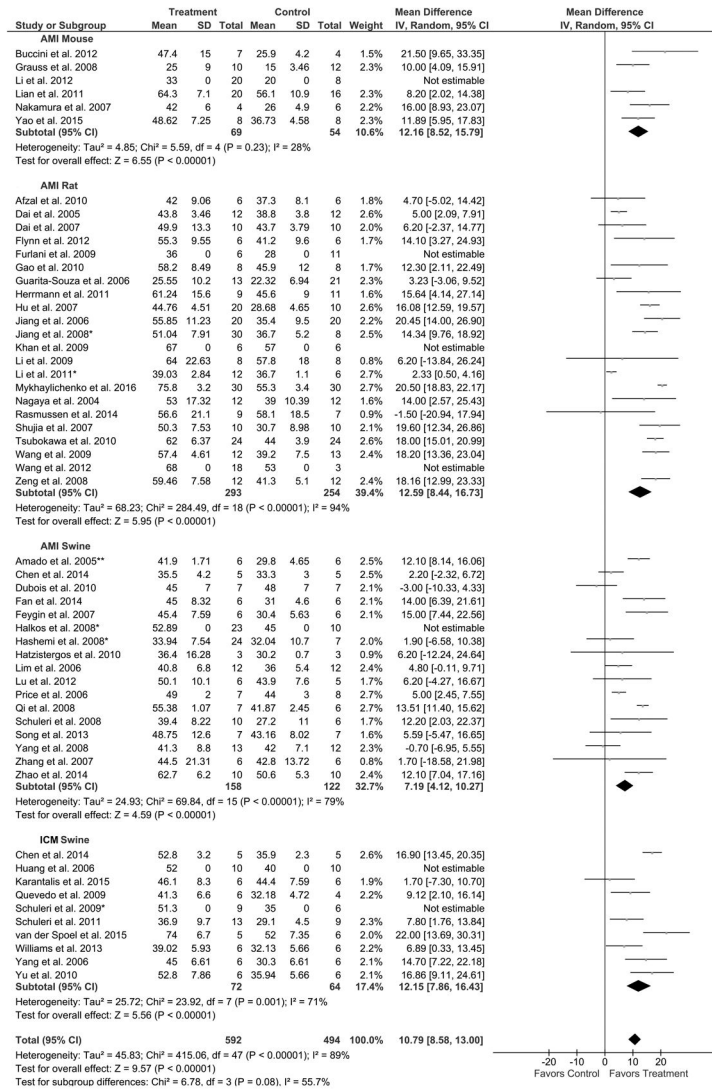 Treatment Control Mean Difference Mean Difference
Study or Subgroup Mean SD Total Mean SD Total Weight IV, Random, 95% CI IV, Random, 95% CI
AMI Mouse
Buccini et al. 2012 47.4 15 7 25.9 4.2 4 1.5% 21.50 [9.65, 33.35]
Grauss et al. 2008 25 9 10 15 3.46 12 2.3% 10.00 [4.09, 15.91]
Li et al. 2012 33 0 20 20 0 8 Not estimable
Lian et al. 2011 64.3 7.1 20 56.1 10.9 16 2.3% 8.20 [2.02, 14.38]
Nakamura et al. 2007 42 6 4 26 4.9 6 2.2% 16.00 [8.93, 23.07]
Yao et al. 2015 48.62 7.25 8 36.73 4.58 8 2.3% 11.89 [5.95, 17.83]
Subtotal (95% CI) 69 54 10.6% 12.16 [8.52, 15.79]
Heterogeneity: Tau² = 4.85; Chi² = 5.59, df = 4 (P = 0.23); I² = 28%
Test for overall effect: Z = 6.55 (P < 0.00001)
AMI Rat
Afzal et al. 2010 42 9.06 6 37.3 8.1 6 1.8% 4.70 [-5.02, 14.42]
Dai et al. 2005 43.8 3.46 12 38.8 3.8 12 2.6% 5.00 [2.09, 7.91]
Dai et al. 2007 49.9 13.3 10 43.7 3.79 10 2.0% 6.20 [-2.37, 14.77]
Flynn et al. 2012 55.3 9.55 6 41.2 9.6 6 1.7% 14.10 [3.27, 24.93]
Furlani et al. 2009 36 0 6 28 0 11 Not estimable
Gao et al. 2010 58.2 8.49 8 45.9 12 8 1.7% 12.30 [2.11, 22.49]
Guarita-Souza et al. 2006 25.55 10.2 13 22.32 6.94 21 2.3% 3.23 [-3.06, 9.52]
Herrmann et al. 2011 61.24 15.6 9 45.6 9 11 1.6% 15.64 [4.14, 27.14]
Hu et al. 2007 44.76 4.51 20 28.68 4.65 10 2.5% 16.08 [12.59, 19.57]
Jiang et al. 2006 55.85 11.23 20 35.4 9.5 20 2.2% 20.45 [14.00, 26.90]
Jiang et al. 2008* 51.04 7.91 30 36.7 5.2 8 2.4% 14.34 [9.76, 18.92]
Khan et al. 2009 67 0 6 57 0 6 Not estimable
Li et al. 2009 64 22.63 8 57.8 18 8 0.8% 6.20 [-13.84, 26.24]
Li et al. 2011* 39.03 2.84 12 36.7 1.1 6 2.6% 2.33 [0.50, 4.16]
Mykhaylichenko et al. 2016 75.8 3.2 30 55.3 3.4 30 2.6% 20.50 [18.83, 22.17]
Nagaya et al. 2004 53 17.32 12 39 10.39 12 1.6% 14.00 [2.57, 25.43]
Rasmussen et al. 2014 56.6 21.1 9 58.1 18.5 7 0.9% -1.50 [-20.94, 17.94]
Shujia et al. 2007 50.3 7.53 10 30.7 8.98 10 2.1% 19.60 [12.34, 26.86]
Tsubokawa et al. 2010 62 6.37 24 44 3.9 24 2.6% 18.00 [15.01, 20.99]
Wang et al. 2009 57.4 4.61 12 39.2 7.5 13 2.4% 18.20 [13.36, 23.04]
Wang et al. 2012 68 0 18 53 0 3 Not estimable
Zeng et al. 2008 59.46 7.58 12 41.3 5.1 12 2.4% 18.16 [12.99, 23.33]
Subtotal (95% CI) 293 254 39.4% 12.59 [8.44, 16.73]
Heterogeneity: Tau² = 68.23; Chi² = 284.49, df = 18 (P < 0.00001); I² = 94%
Test for overall effect: Z = 5.95 (P < 0.00001)
AMI Swine
Amado et al. 2005** 41.9 1.71 6 29.8 4.65 6 2.5% 12.10 [8.14, 16.06]
Chen et al. 2014 35.5 4.2 5 33.3 3 5 2.4% 2.20 [-2.32, 6.72]
Dubois et al. 2010 45 7 7 48 7 7 2.1% -3.00 [-10.33, 4.33]
Fan et al. 2014 45 8.32 6 31 4.6 6 2.1% 14.00 [6.39, 21.61]
Feygin et al. 2007 45.4 7.59 6 30.4 5.63 6 2.1% 15.00 [7.44, 22.56]
Halkos et al. 2008* 52.89 0 23 45 0 10 Not estimable
Hashemi et al. 2008* 33.94 7.54 24 32.04 10.7 7 2.0% 1.90 [-6.58, 10.38]
Hatzistergos et al. 2010 36.4 16.28 3 30.2 0.7 3 0.9% 6.20 [-12.24, 24.64]
Lim et al. 2006 40.8 6.8 12 36 5.4 12 2.4% 4.80 [-0.11, 9.71]
Lu et al. 2012 50.1 10.1 6 43.9 7.6 5 1.7% 6.20 [-4.27, 16.67]
Price et al. 2006 49 2 7 44 3 8 2.6% 5.00 [2.45, 7.55]
Qi et al. 2008 55.38 1.07 7 41.87 2.45 6 2.6% 13.51 [11.40, 15.62]
Schuleri et al. 2008 39.4 8.22 10 27.2 11 6 1.7% 12.20 [2.03, 22.37]
Song et al. 2013 48.75 12.6 7 43.16 8.02 7 1.6% 5.59 [-5.47, 16.65]
Yang et al. 2008 41.3 8.8 13 42 7.1 12 2.3% -0.70 [-6.95, 5.55]
Zhang et al. 2007 44.5 21.31 6 42.8 13.72 6 0.8% 1.70 [-18.58, 21.98]
Zhao et al. 2014 62.7 6.2 10 50.6 5.3 10 2.4% 12.10 [7.04, 17.16]
Subtotal (95% CI) 158 122 32.7% 7.19 [4.12, 10.27]
Heterogeneity: Tau² = 24.93; Chi² = 69.84, df = 15 (P < 0.00001); I² = 79%
Test for overall effect: Z = 4.59 (P < 0.00001)
ICM Swine
Chen et al. 2014 52.8 3.2 5 35.9 2.3 5 2.6% 16.90 [13.45, 20.35]
Huang et al. 2006 52 0 10 40 0 10 Not estimable
Karantalis et al. 2015 46.1 8.3 6 44.4 7.59 6 1.9% 1.70 [-7.30, 10.70]
Quevedo et al. 2009 41.3 6.6 6 32.18 4.72 4 2.2% 9.12 [2.10, 16.14]
Schuleri et al. 2009* 51.3 0 9 35 0 6 Not estimable
Schuleri et al. 2011 36.9 9.7 13 29.1 4.5 9 2.3% 7.80 [1.76, 13.84]
van der Spoel et al. 2015 74 6.7 5 52 7.35 6 2.0% 22.00 [13.69, 30.31]
Williams et al. 2013 39.02 5.93 6 32.13 5.66 6 2.2% 6.89 [0.33, 13.45]
Yang et al. 2006 45 6.61 6 30.3 6.61 6 2.1% 14.70 [7.22, 22.18]
Yu et al. 2010 52.8 7.86 6 35.94 5.66 6 2.1% 16.86 [9.11, 24.61]
Subtotal (95% CI) 72 64 17.4% 12.15 [7.86, 16.43]
Heterogeneity: Tau² = 25.72; Chi² = 23.92, df = 7 (P = 0.001); I² = 71%
Test for overall effect: Z = 5.56 (P < 0.00001)
Total (95% CI) 592 494 100.0% 10.79 [8.58, 13.00]
Heterogeneity: Tau² = 45.83; Chi² = 415.06, df = 47 (P < 0.00001); I² = 89%
Test for overall effect: Z = 9.57 (P < 0.00001)
Test for subgroup differences: Chi² = 6.78, df = 3 (P = 0.08), I² = 55.7%
-20 -10 0 10 20
Favors Control Favors Treatment